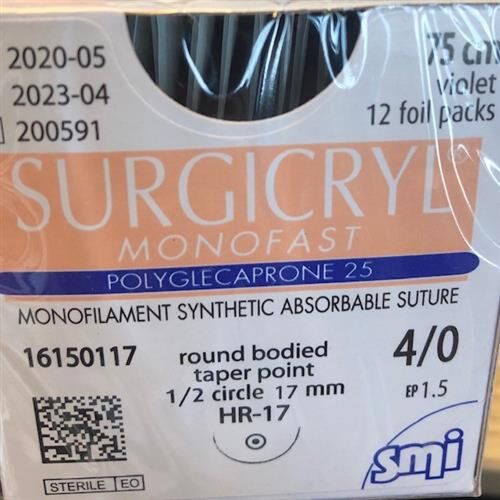 2020-05
2023-04
200591
75 cm
violet
12 foil packs
SURGICRYL®
MONOFAST
POLYGLECAPRONE 25
MONOFILAMENT SYNTHETIC ABSORBABLE SUTURE
16150117
round bodied
taper point
1/2 circle 17 mm
HR-17
4/0
EP 1.5
STERILE EO
smi